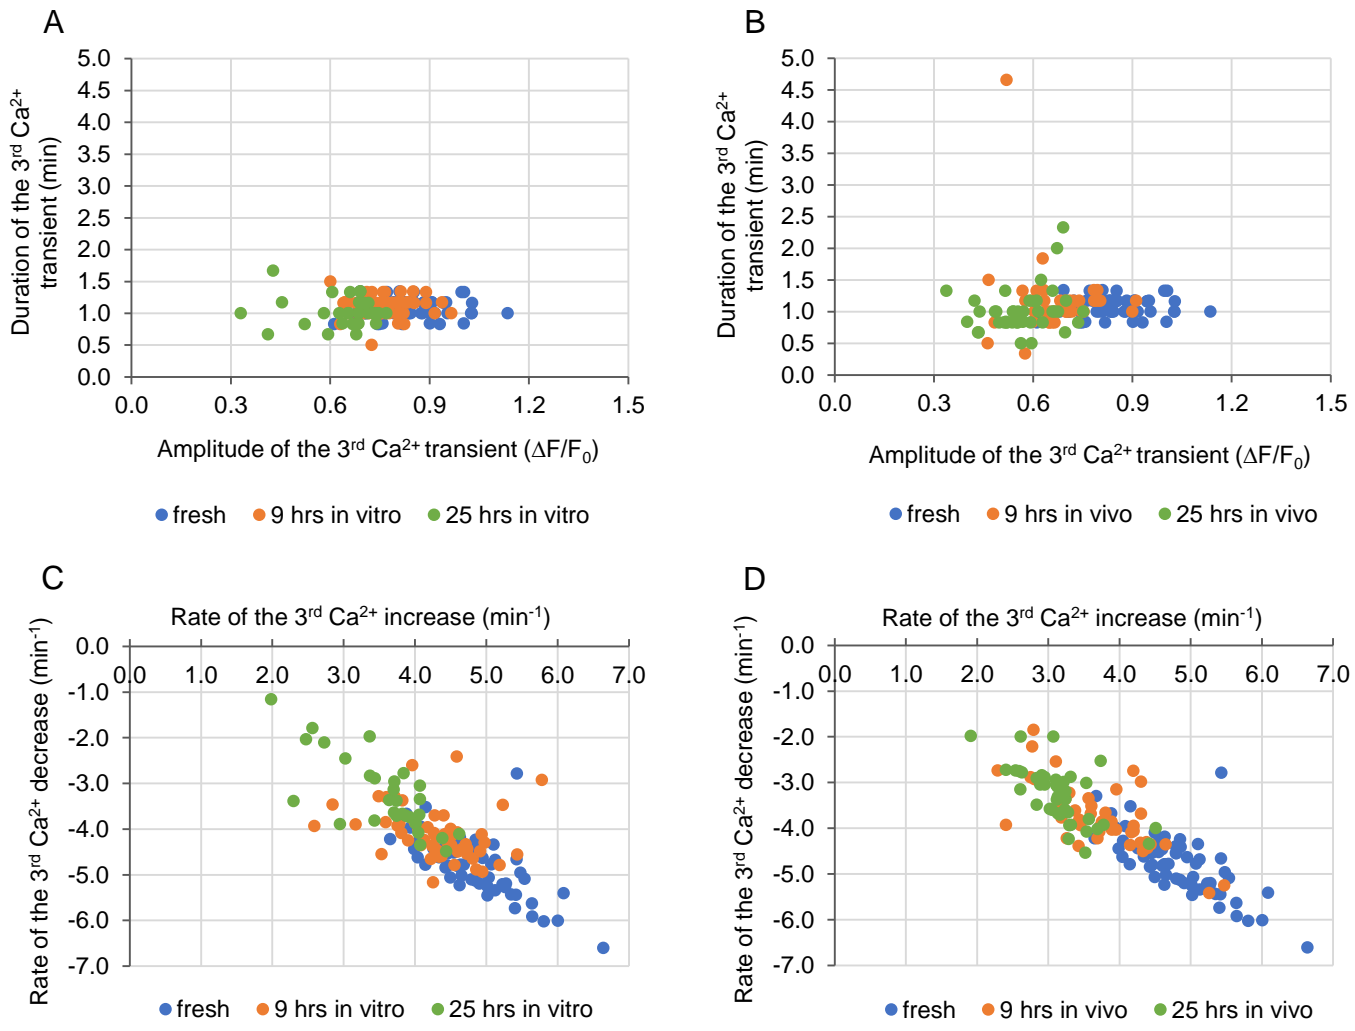 A
Duration of the 3rd Ca2+
transient (min)
5.0
4.5
4.0
3.5
3.0
2.5
2.0
1.5
1.0
0.5
0.0
0.0 0.3 0.6 0.9 1.2 1.5
Amplitude of the 3rd Ca2+ transient (ΔF/F0)
fresh 9 hrs in vitro 25 hrs in vitro
B
Duration of the 3rd Ca2+
transient (min)
5.0
4.5
4.0
3.5
3.0
2.5
2.0
1.5
1.0
0.5
0.0
0.0 0.3 0.6 0.9 1.2 1.5
Amplitude of the 3rd Ca2+ transient (ΔF/F0)
fresh 9 hrs in vivo 25 hrs in vivo
C
Rate of the 3rd Ca2+ increase (min-1)
Rate of the 3rd Ca2+ decrease (min-1)
0.0
0.0 1.0 2.0 3.0 4.0 5.0 6.0 7.0
-1.0
-2.0
-3.0
-4.0
-5.0
-6.0
-7.0
fresh 9 hrs in vitro 25 hrs in vitro
D
Rate of the 3rd Ca2+ increase (min-1)
Rate of the 3rd Ca2+ decrease (min-1)
0.0
0.0 1.0 2.0 3.0 4.0 5.0 6.0 7.0
-1.0
-2.0
-3.0
-4.0
-5.0
-6.0
-7.0
fresh 9 hrs in vivo 25 hrs in vivo